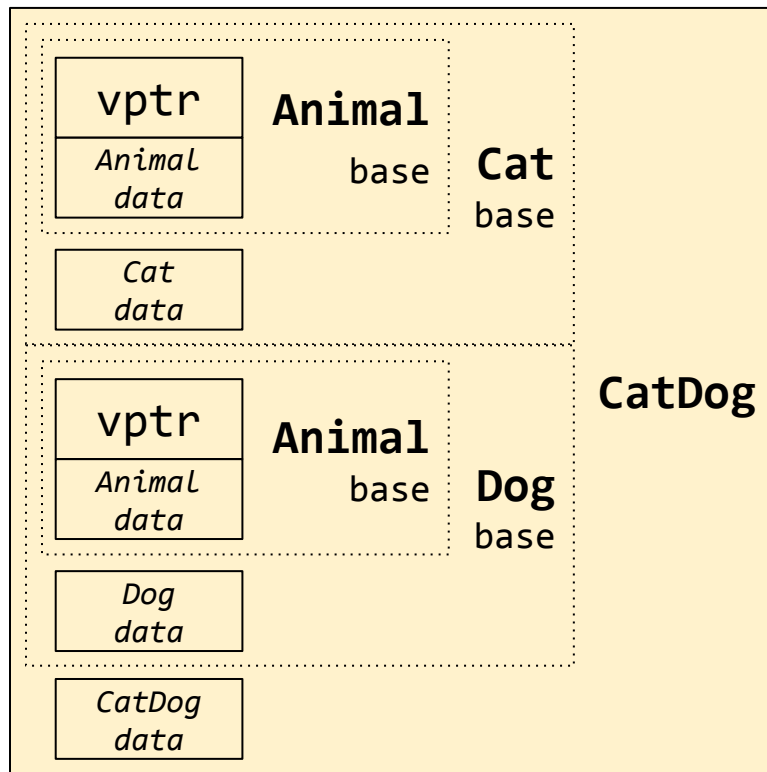 vptr
Animal
data
Animal
base
Cat
base
Cat
data
CatDog
vptr
Animal
data
Animal
base
Dog
base
Dog
data
CatDog
data